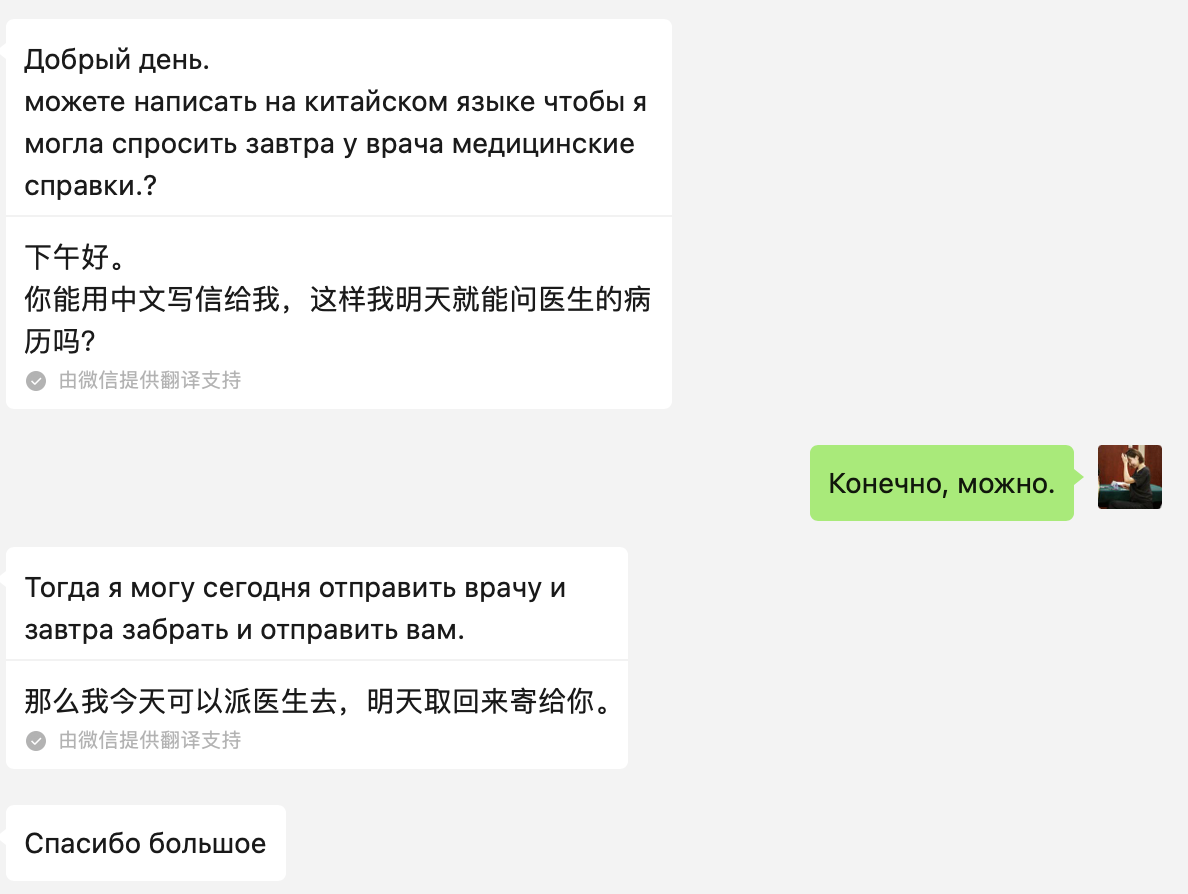 Добрый день.
можете написать на китайском языке чтобы я
могла спросить завтра у врача медицинские
справки.?
下午好。
你能用中文写信给我，这样我明天就能问医生的病
历吗?
由微信提供翻译支持
Конечно, можно.
Тогда я могу сегодня отправить врачу и
завтра забрать и отправить вам.
那么我今天可以派医生去，明天取回来寄给你。
由微信提供翻译支持
Спасибо большое